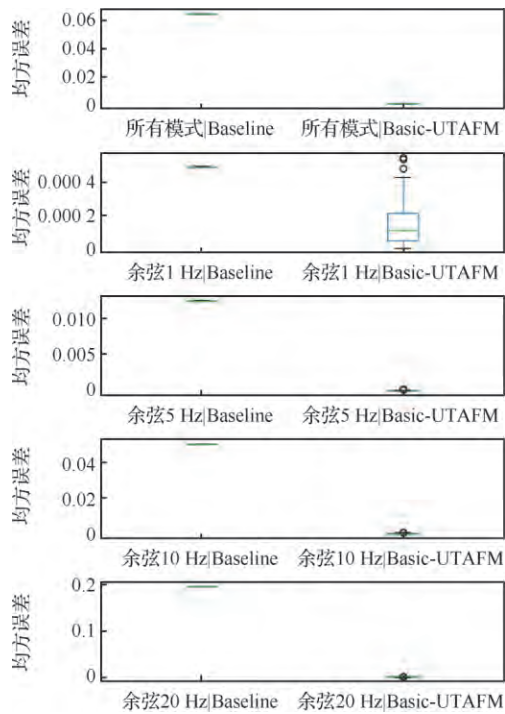 均方误差
0.06
0.04
0.02
0
所有模式|Baseline 所有模式|Basic-UTAFM
均方误差
0.000 4
0.000 2
0
余弦1 Hz|Baseline 余弦1 Hz|Basic-UTAFM
均方误差
0.010
0.005
0
余弦5 Hz|Baseline 余弦5 Hz|Basic-UTAFM
均方误差
0.04
0.02
0
余弦10 Hz|Baseline 余弦10 Hz|Basic-UTAFM
均方误差
0.2
0.1
0
余弦20 Hz|Baseline 余弦20 Hz|Basic-UTAFM